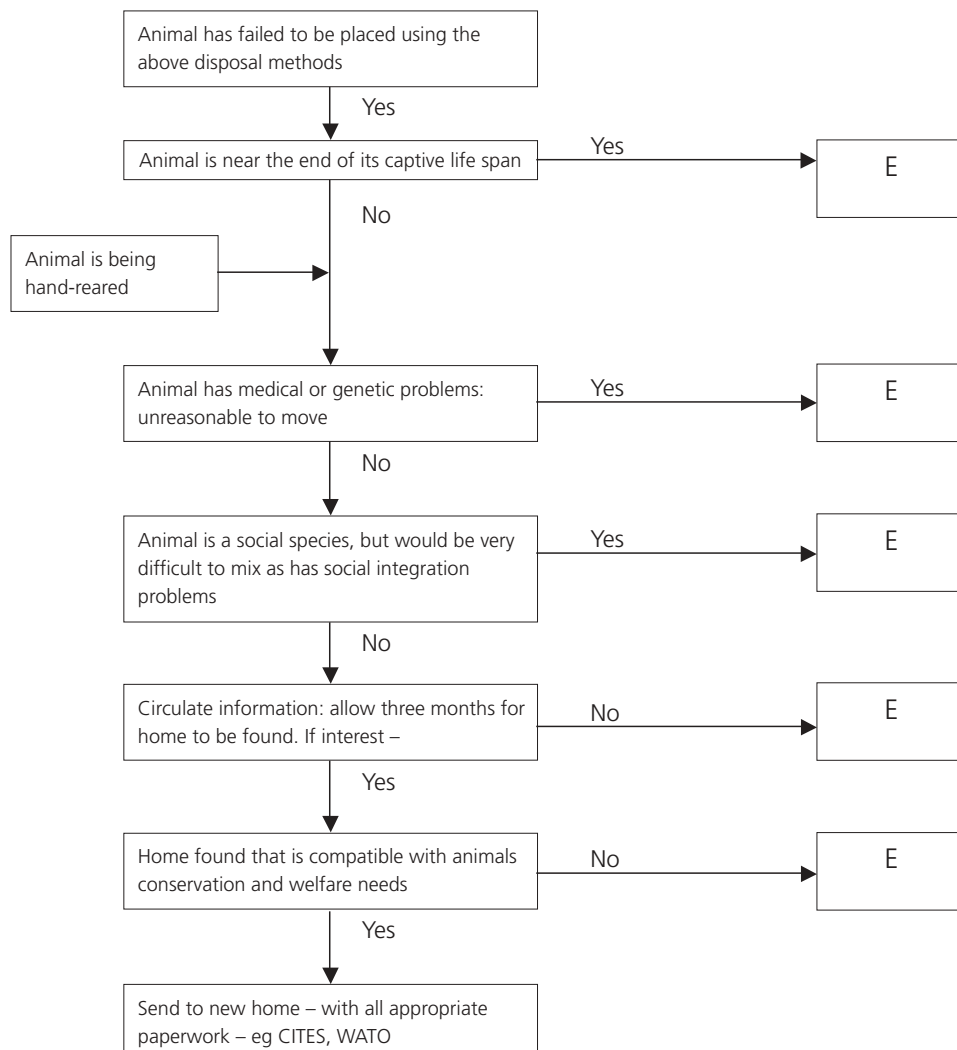 Animal has failed to be placed using the
above disposal methods
Yes
Animal is near the end of its captive life span
Yes
E
No
Animal is being
hand-reared
Animal has medical or genetic problems:
unreasonable to move
Yes
E
No
Animal is a social species, but would be very
difficult to mix as has social integration
problems
Yes
E
No
Circulate information: allow three months for
home to be found. If interest –
No
E
Yes
Home found that is compatible with animals
conservation and welfare needs
No
E
Yes
Send to new home – with all appropriate
paperwork – eg CITES, WATO